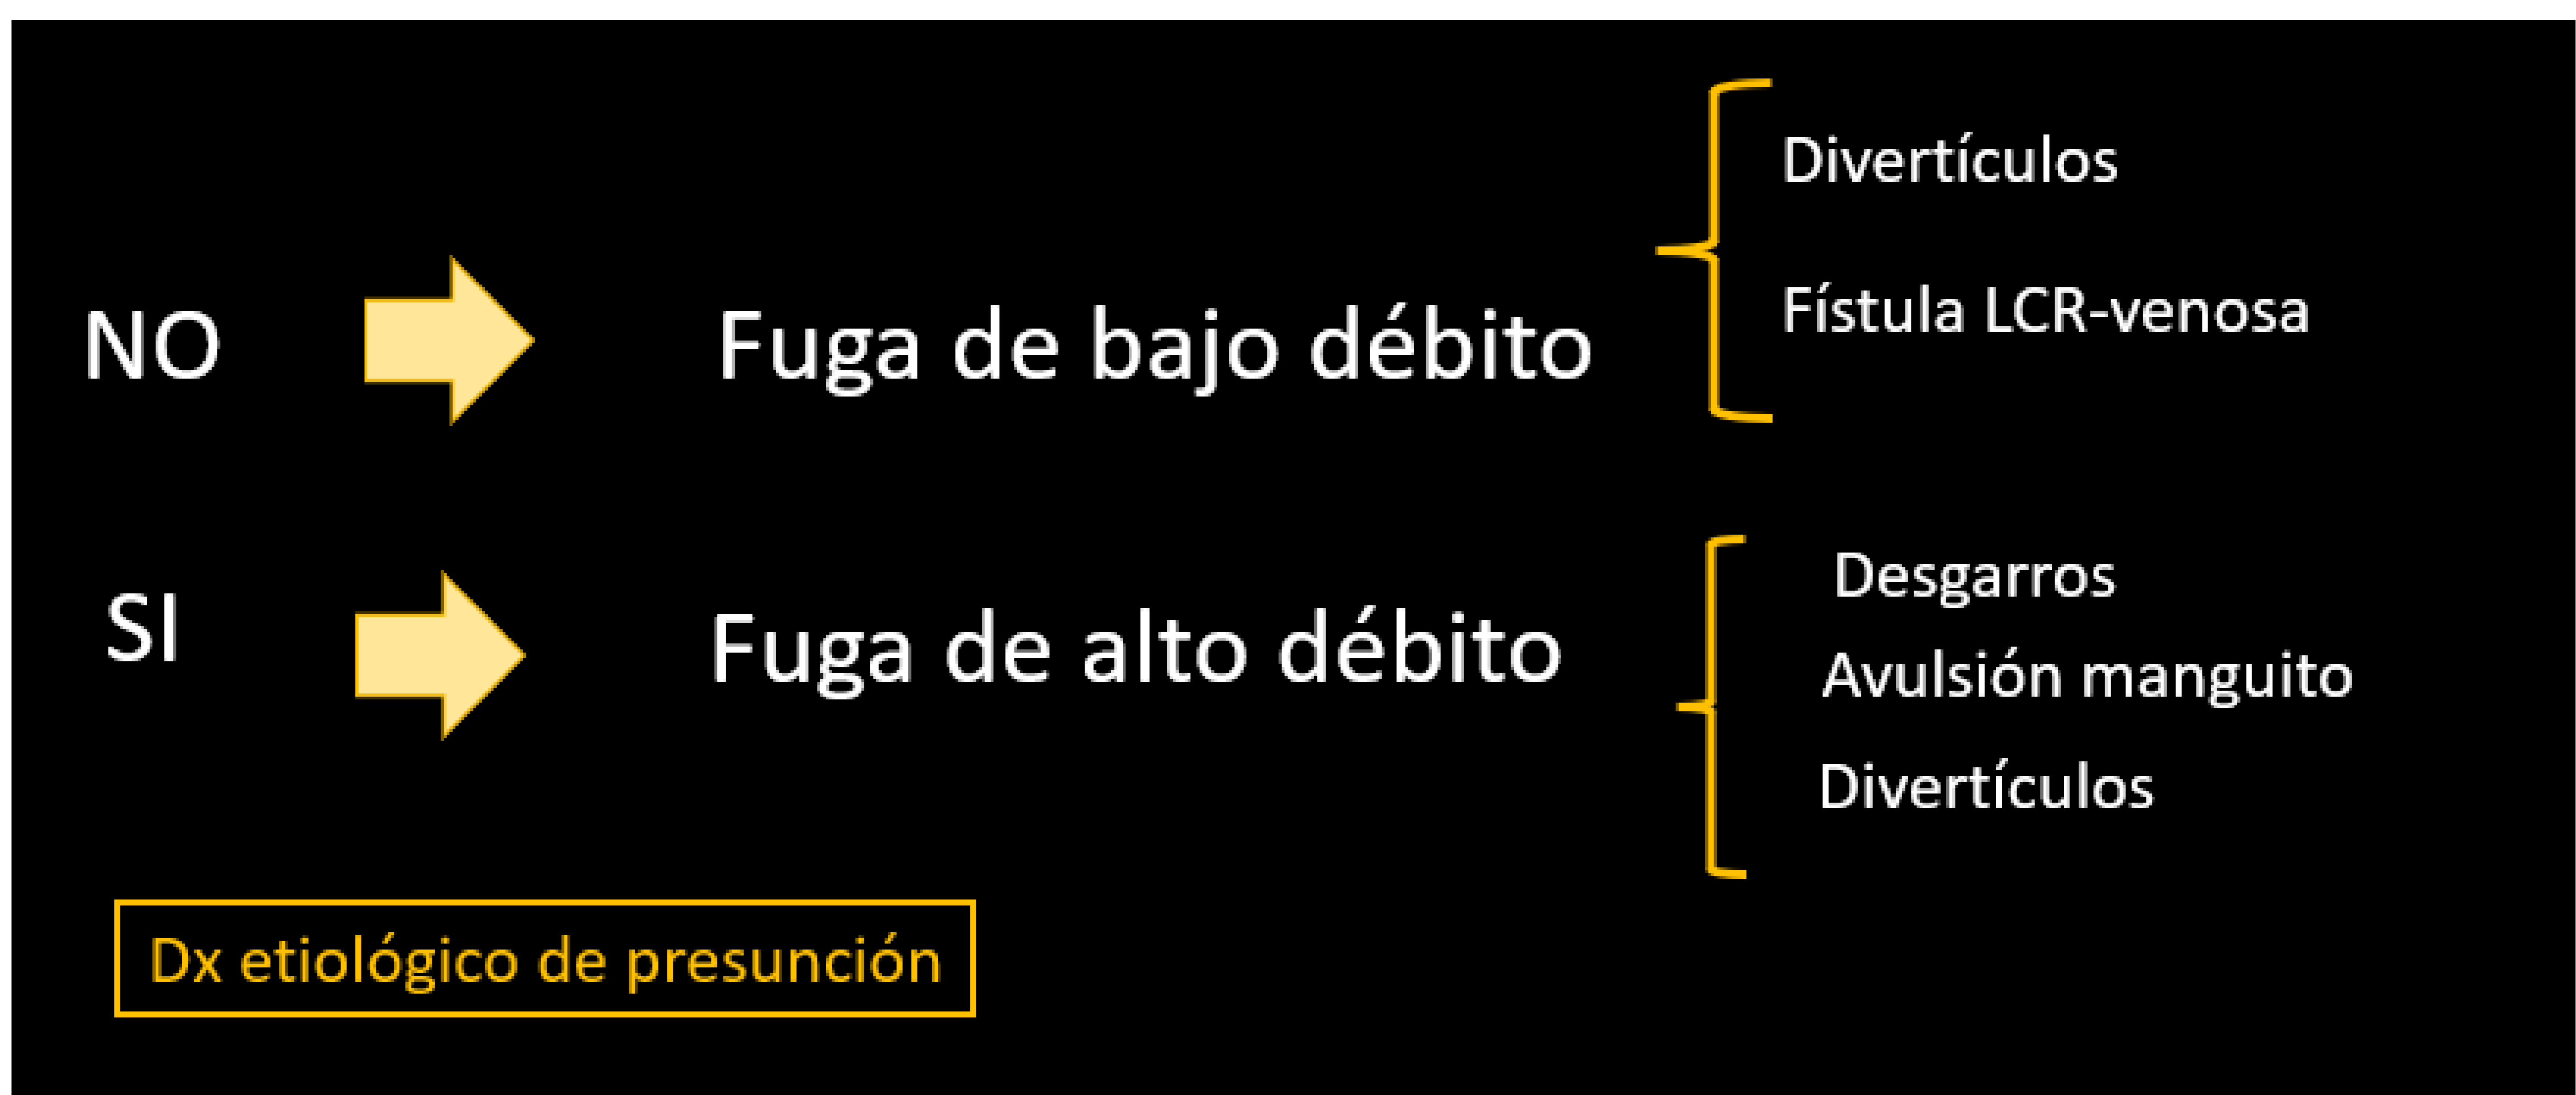 NO
Fuga de bajo débito
Divertículos
Fístula LCR-venosa
SI
Fuga de alto débito
Desgarros
Avulsión manguito
Divertículos
Dx etiológico de presunción